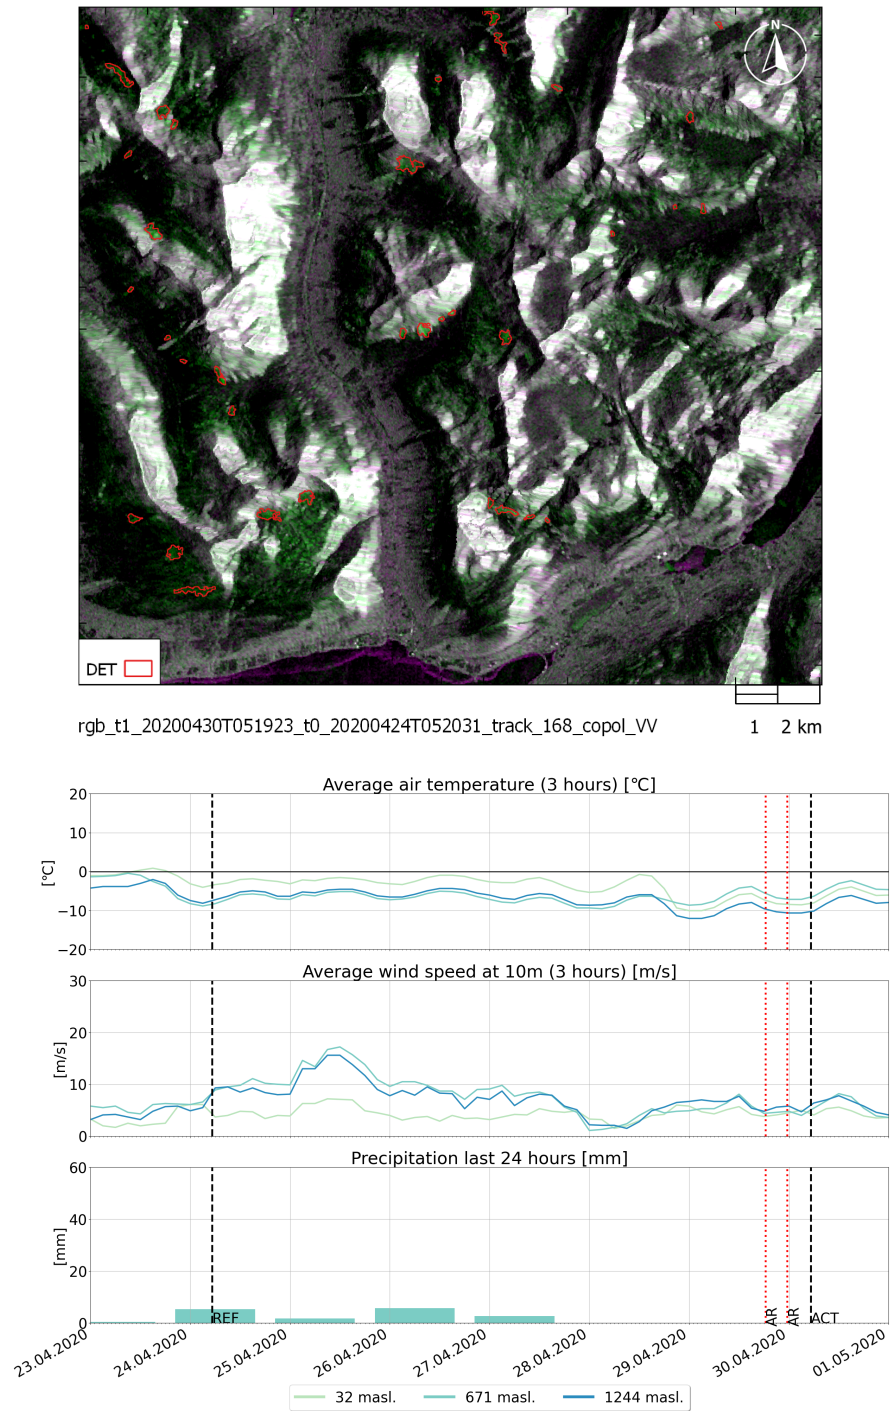 N
DET
1 2 km
rgb_t1_20200430T051923_t0_20200424T052031_track_168_copol_VV
Average air temperature (3 hours) [°C]
[°C]
20
10
0
−10
−20
Average wind speed at 10m (3 hours) [m/s]
[m/s]
30
20
10
0
Precipitation last 24 hours [mm]
[mm]
60
40
20
0
REF
AR
AR
ACT
23.04.2020
24.04.2020
25.04.2020
26.04.2020
27.04.2020
28.04.2020
29.04.2020
30.04.2020
01.05.2020
32 masl.
671 masl.
1244 masl.